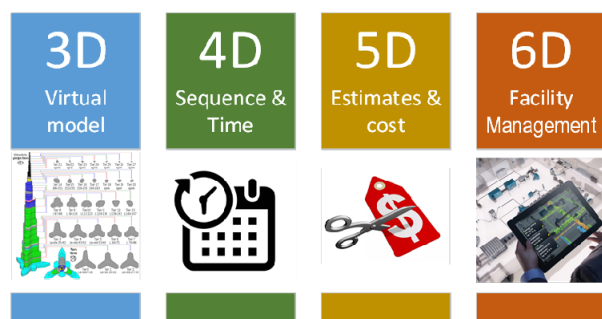 3D
Virtual
model
4D
Sequence &
Time
5D
Estimates &
cost
6D
Facility
Management